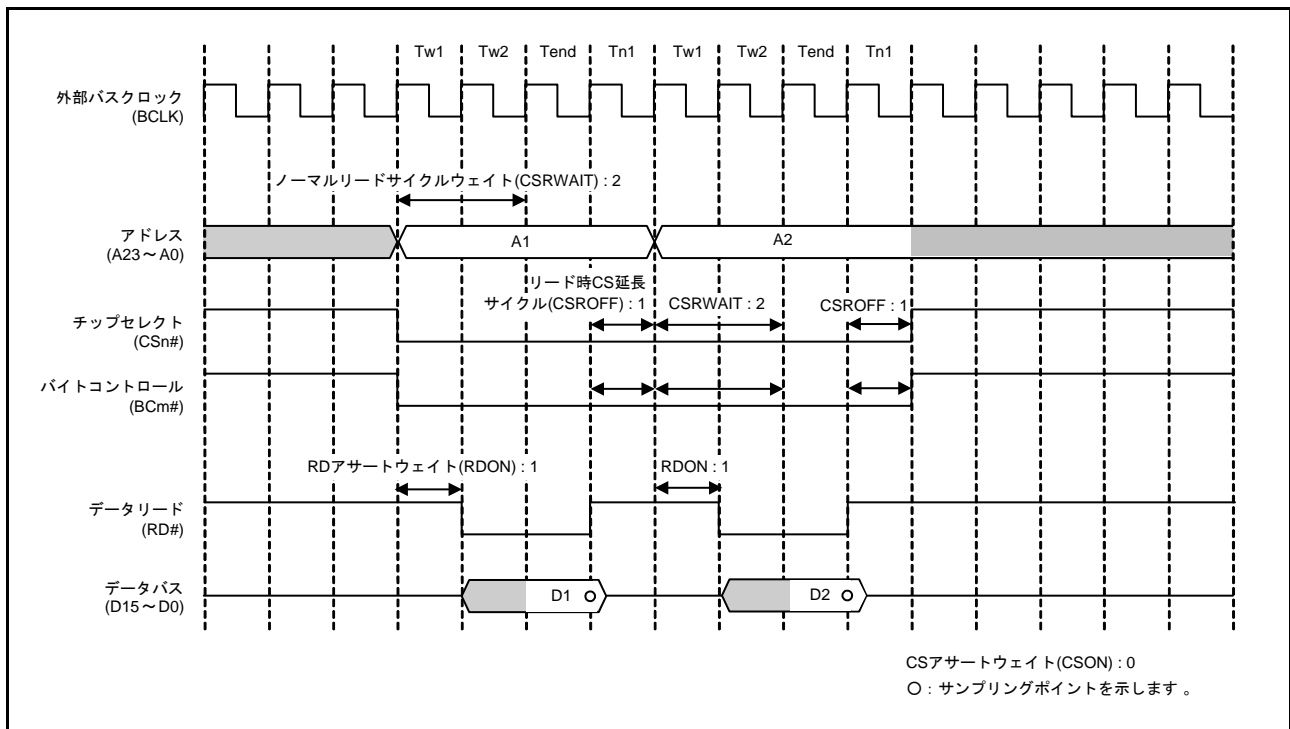 Tw1 Tw2 Tend Tn1 Tw1 Tw2 Tend Tn1
外部バスクロック
(BCLK)
ノーマルリードサイクルウェイト(CSRWAIT) : 2
アドレス
(A23～A0)
A1
A2
リード時CS延長
サイクル(CSROFF) : 1
CSRWAIT : 2
CSROFF : 1
チップセレクト
(CSn#)
バイトコントロール
(BCm#)
RDアサートウェイト(RDON) : 1
RDON : 1
データリード
(RD#)
データバス
(D15～D0)
D1
D2
CSアサートウェイト(CSON) : 0
○ : サンプリングポイントを示します 。